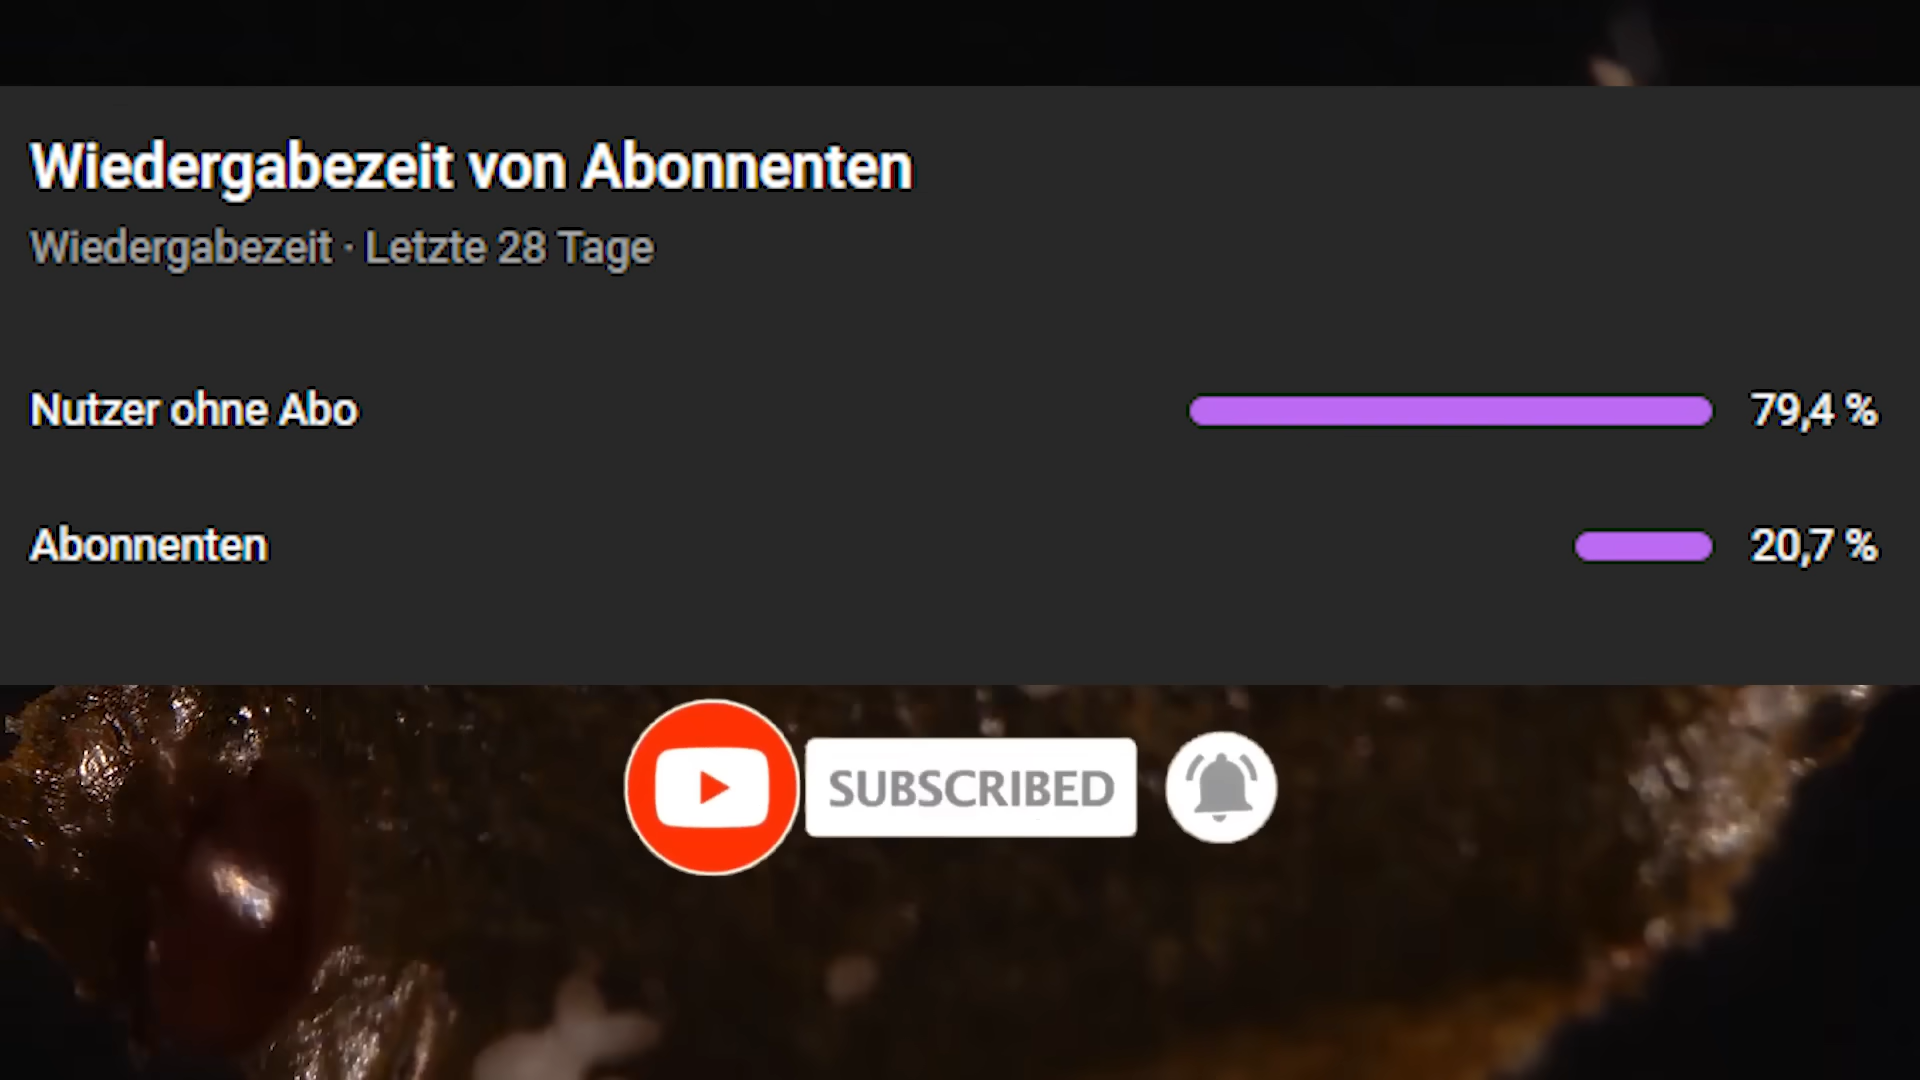 Wiedergabezeit von Abonnenten
Wiedergabezeit · Letzte 28 Tage
Nutzer ohne Abo 79,4 %
Abonnenten 20,7 %
SUBSCRIBED